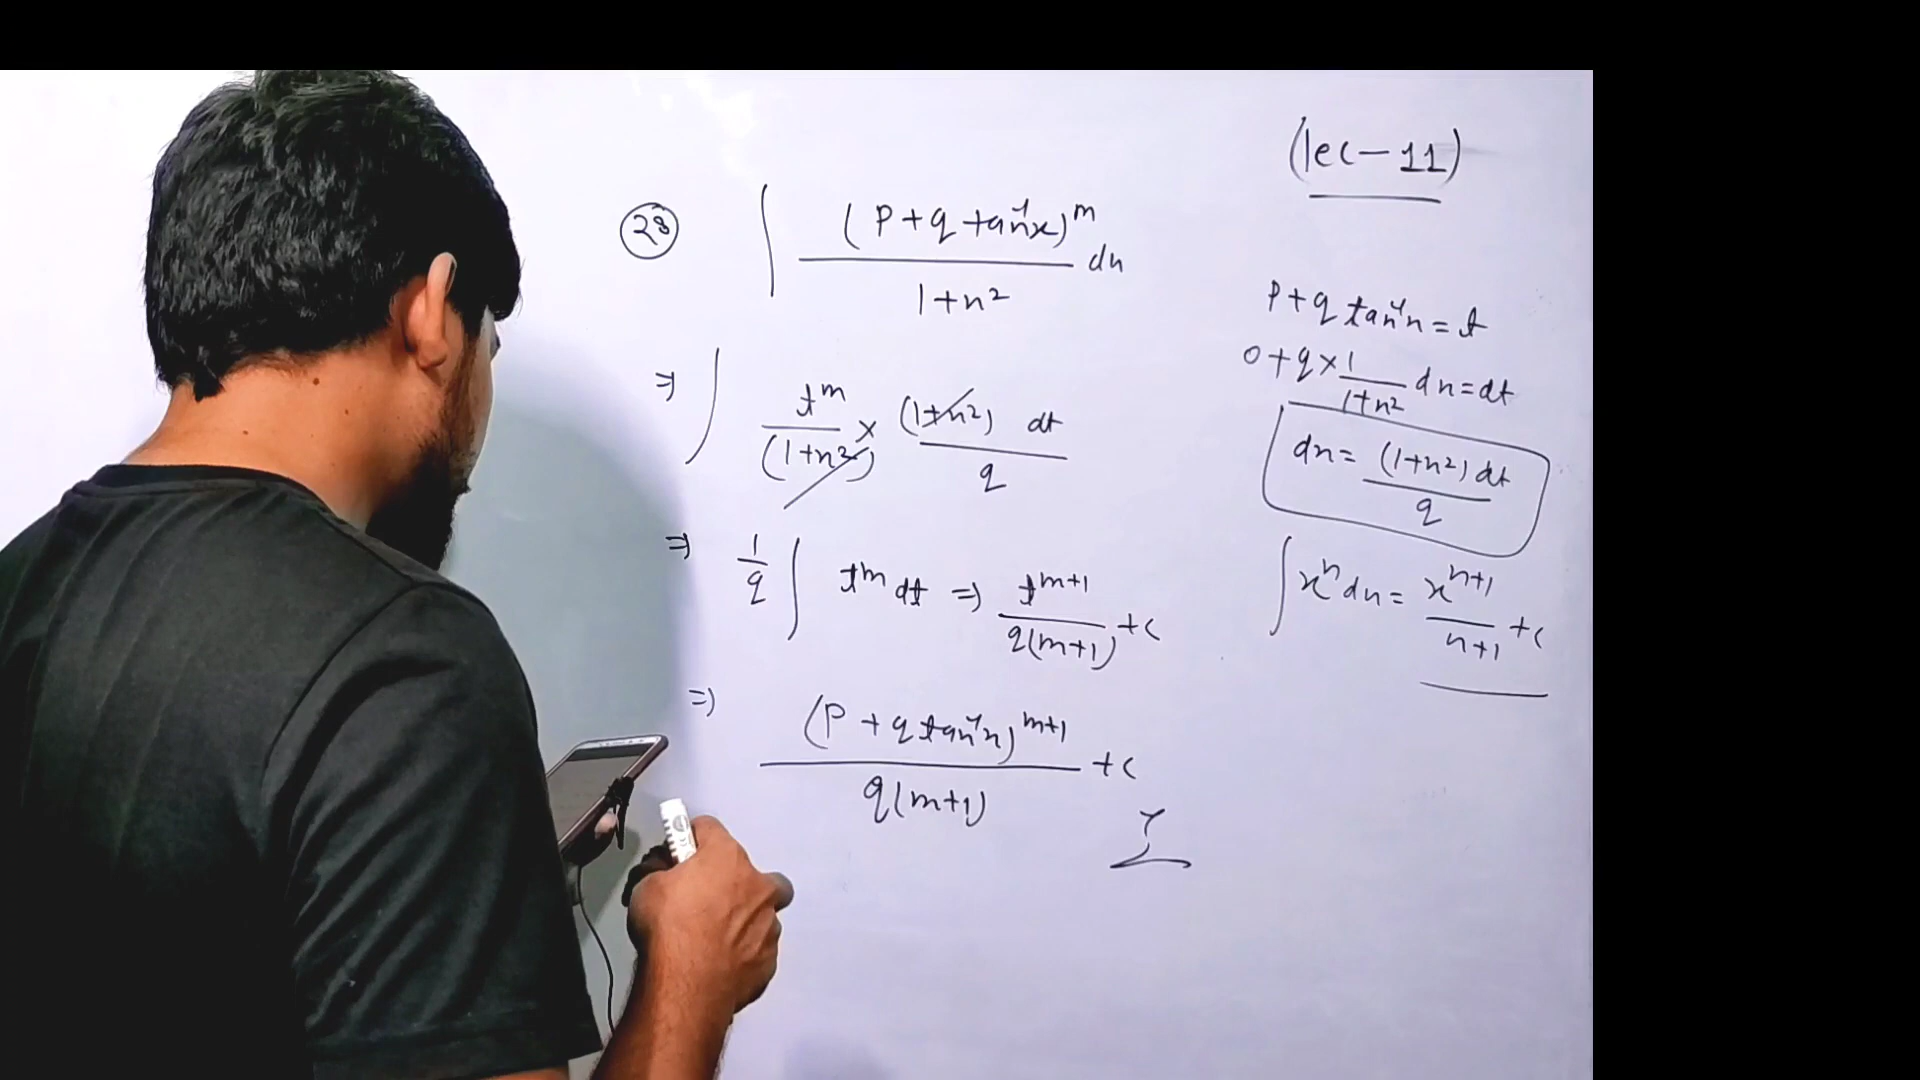 (lec-11)
(28) ∫ (P+q tan⁻¹x)^m / 1+x² dx
⇒ ∫ t^m / (1+x²) × (1+x²) dt / q
⇒ 1/q ∫ t^m dt ⇒ t^(m+1) / q(m+1) +c
⇒ (P+q tan⁻¹x)^(m+1) / q(m+1) +c
P+q tan⁻¹x=t
0+q×1/1+x² dx=dt
dx= (1+x²) dt / q
∫ x^n dx= x^(n+1) / n+1 +c